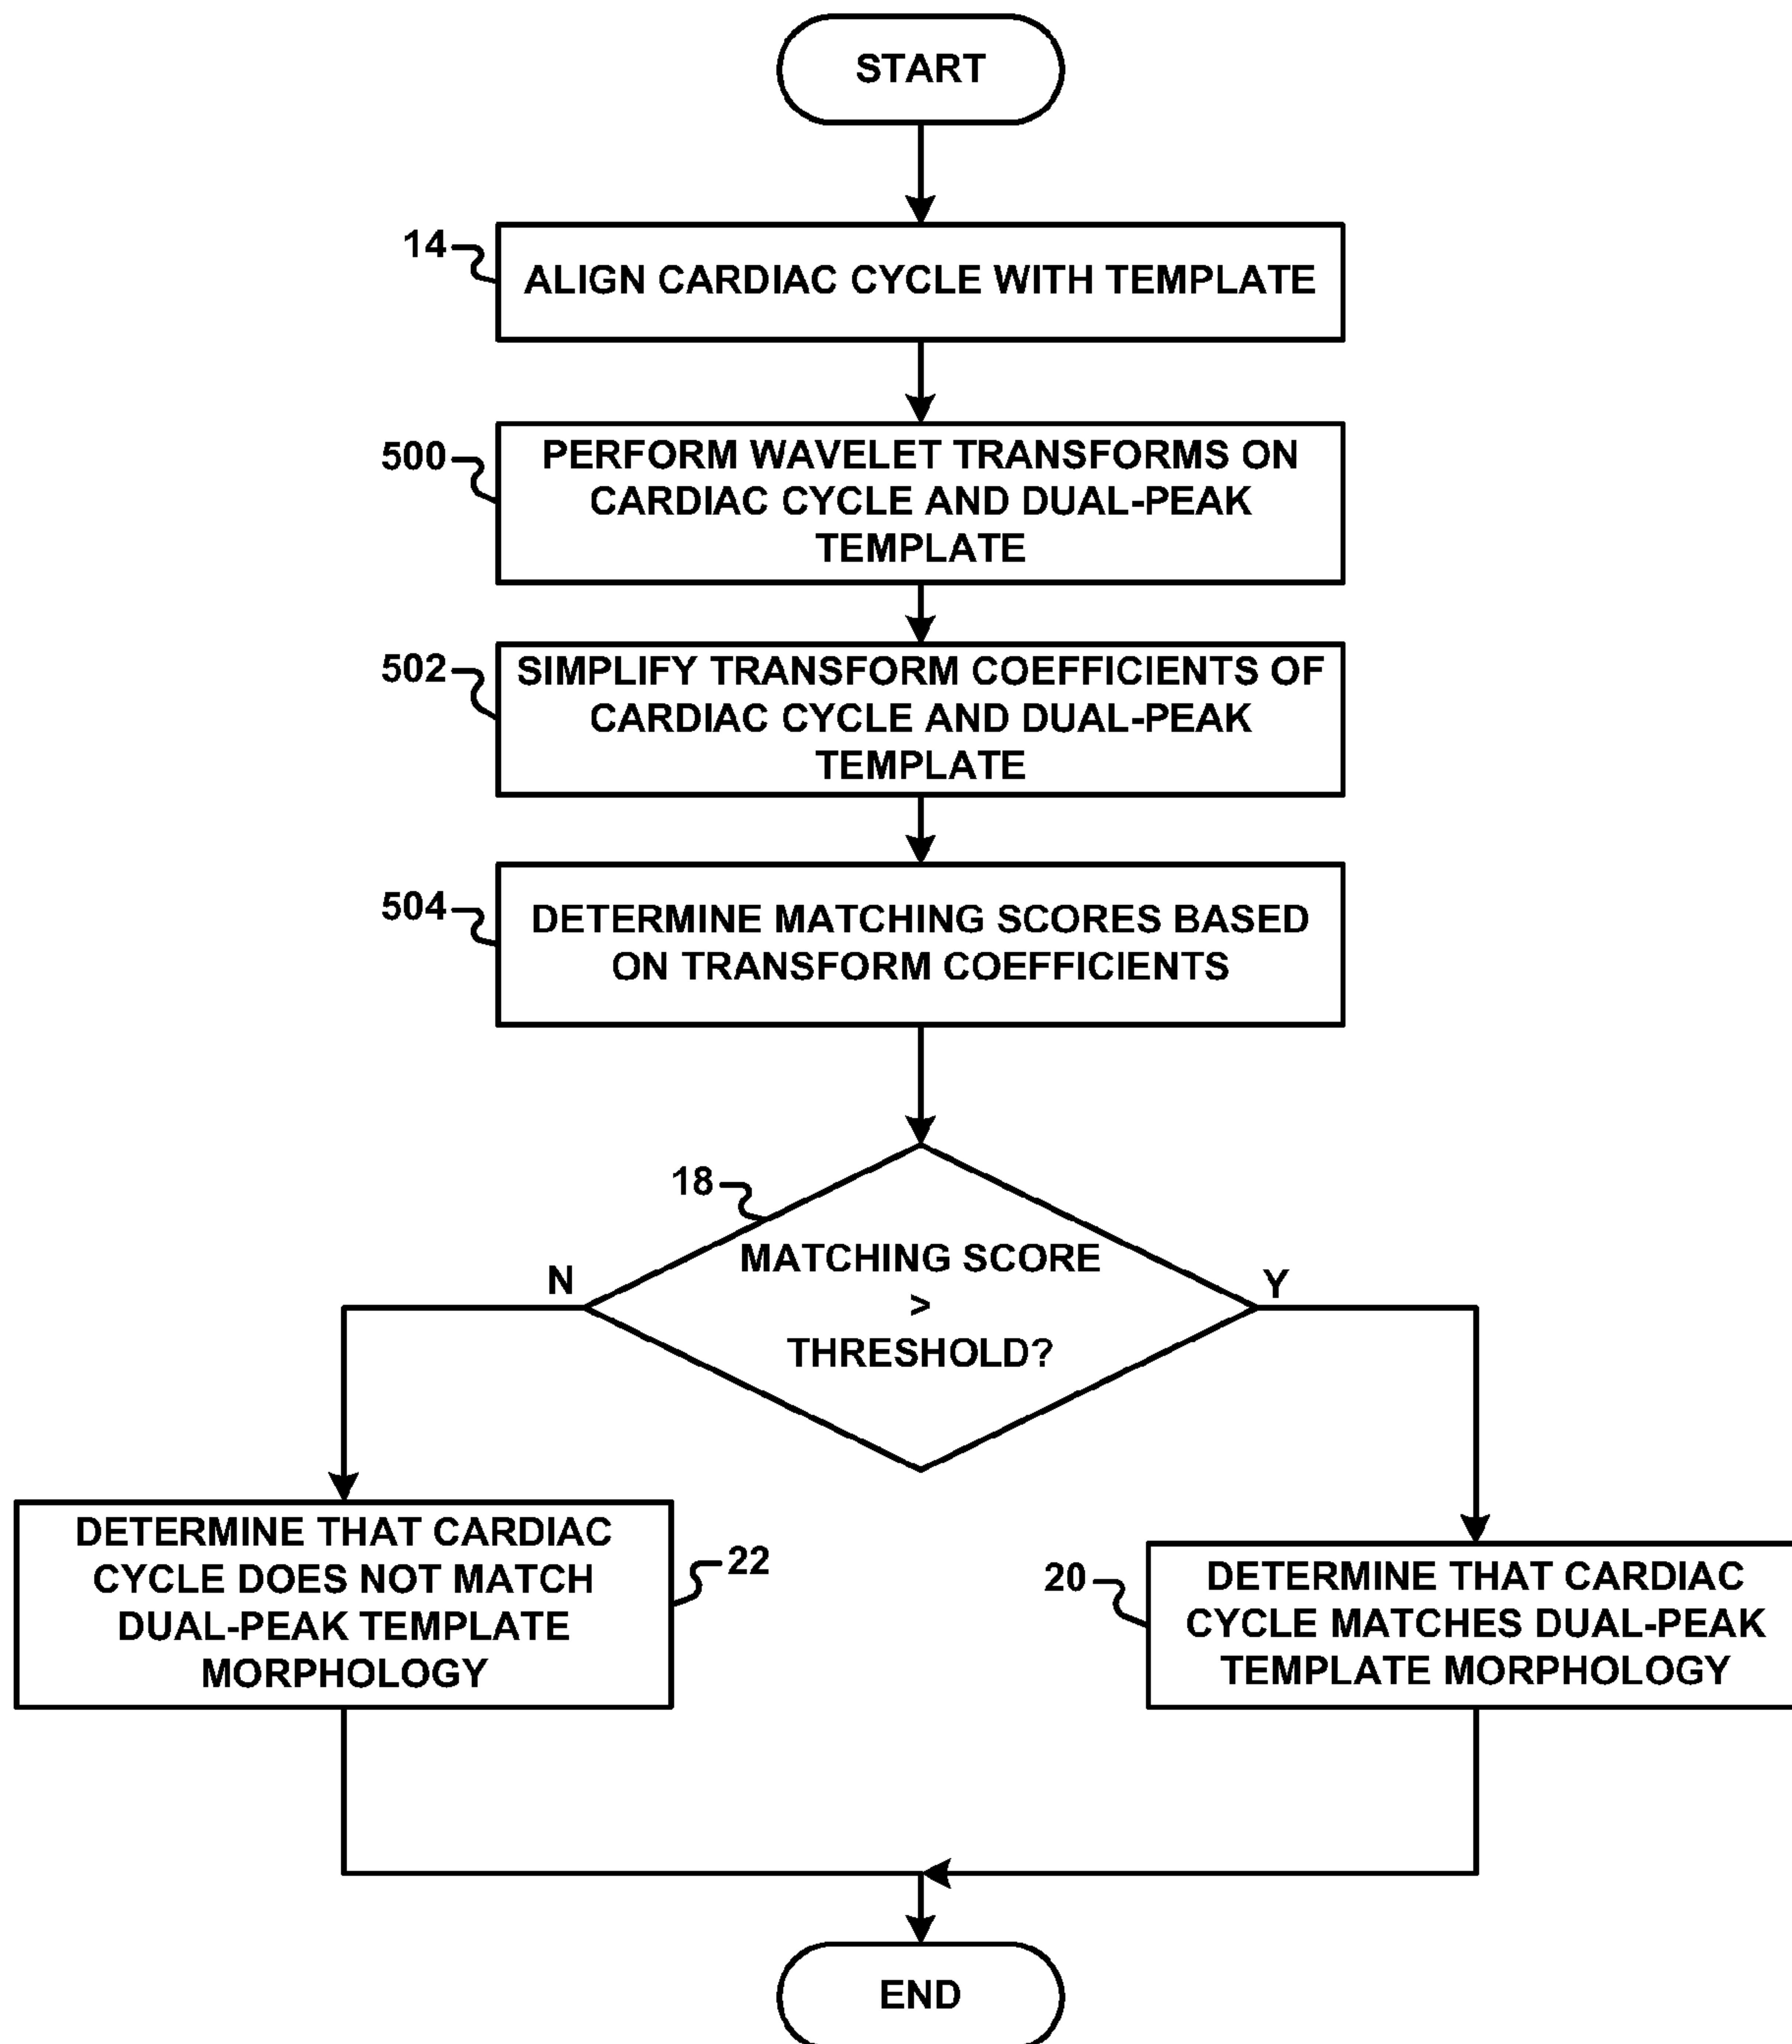 START
14
ALIGN CARDIAC CYCLE WITH TEMPLATE
500
PERFORM WAVELET TRANSFORMS ON
CARDIAC CYCLE AND DUAL-PEAK
TEMPLATE
502
SIMPLIFY TRANSFORM COEFFICIENTS OF
CARDIAC CYCLE AND DUAL-PEAK
TEMPLATE
504
DETERMINE MATCHING SCORES BASED
ON TRANSFORM COEFFICIENTS
18
MATCHING SCORE
>
THRESHOLD?
N
Y
DETERMINE THAT CARDIAC
CYCLE DOES NOT MATCH
DUAL-PEAK TEMPLATE
MORPHOLOGY
22
20
DETERMINE THAT CARDIAC
CYCLE MATCHES DUAL-PEAK
TEMPLATE MORPHOLOGY
END